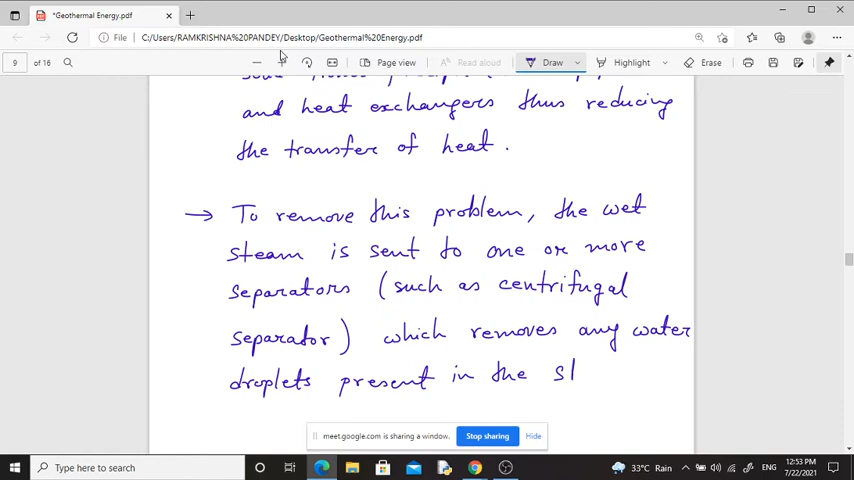 *Geothermal Energy.pdf
File C:/Users/RAMKRISHNA%20PANDEY/Desktop/Geothermal%20Energy.pdf
9 of 16 Page view Read aloud Draw Highlight Erase
and heat exchangers thus reducing
the transfer of heat.
→ To remove this problem, the wet
steam is sent to one or more
separators (such as centrifugal
separator) which removes any water
droplets present in the
meet.google.com is sharing a window. Stop sharing Hide
Type here to search 33°C Rain ENG 12:53 PM
7/22/2021